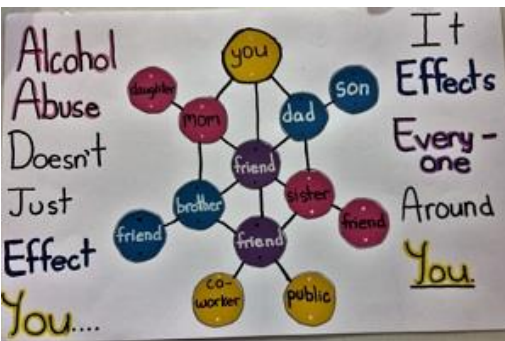 Alcohol
Abuse
Doesn't
Just
Effect
You....
you
daughter
mom
dad
son
friend
brother
sister
friend
friend
friend
co-
worker
public
It
Effects
Every-
one
Around
You.